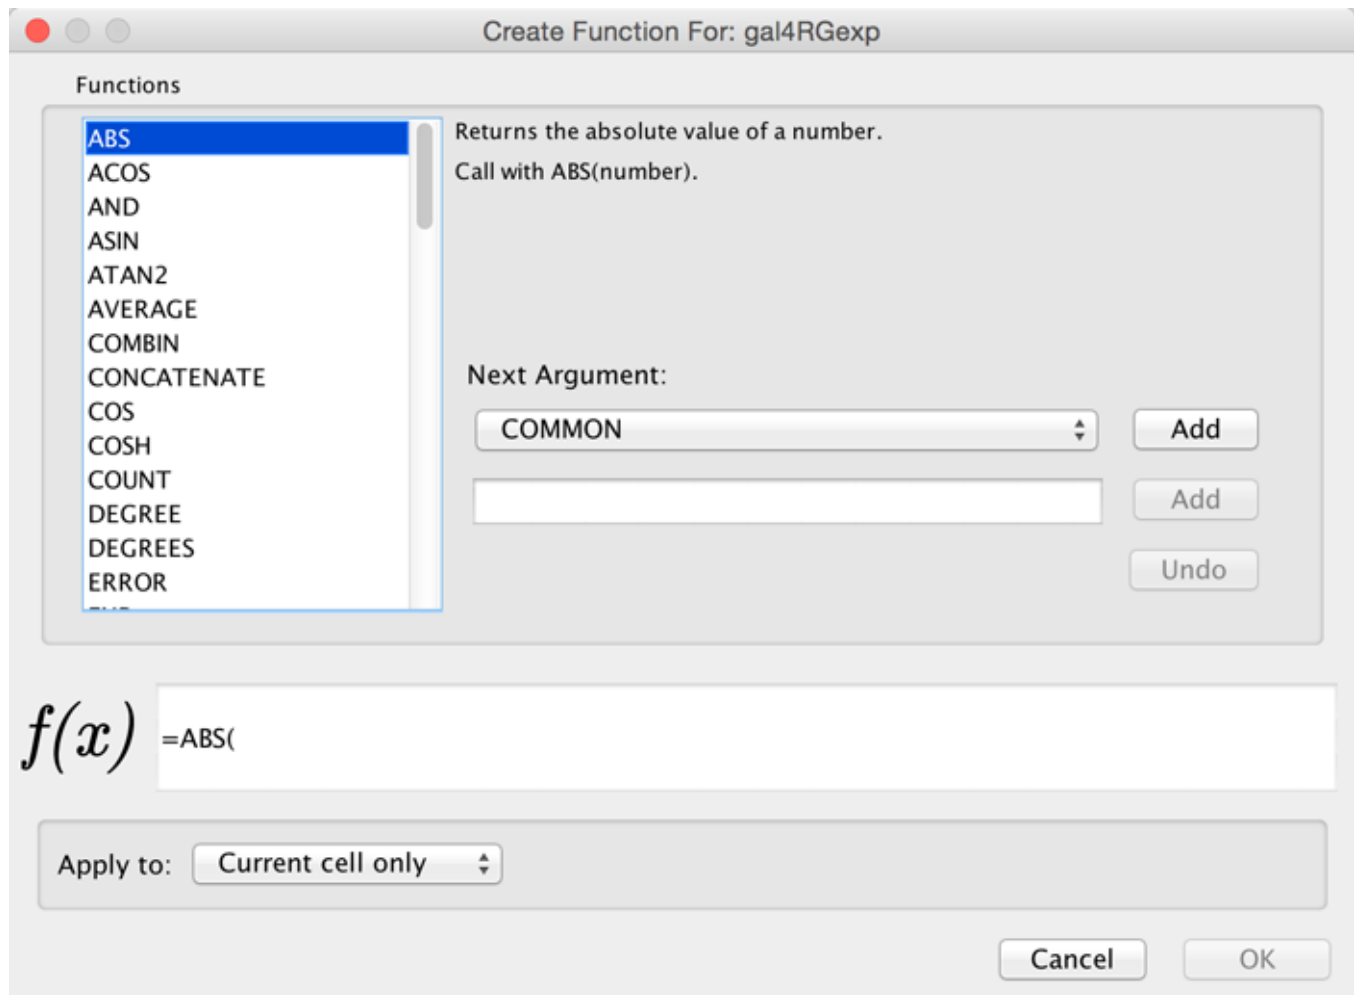 Create Function For: gal4RGexp
Functions
ABS
ACOS
AND
ASIN
ATAN2
AVERAGE
COMBIN
CONCATENATE
COS
COSH
COUNT
DEGREE
DEGREES
ERROR
Returns the absolute value of a number.
Call with ABS(number).
Next Argument:
COMMON
Add
Add
Undo
f(x)
=ABS(
Apply to:
Current cell only
Cancel
OK